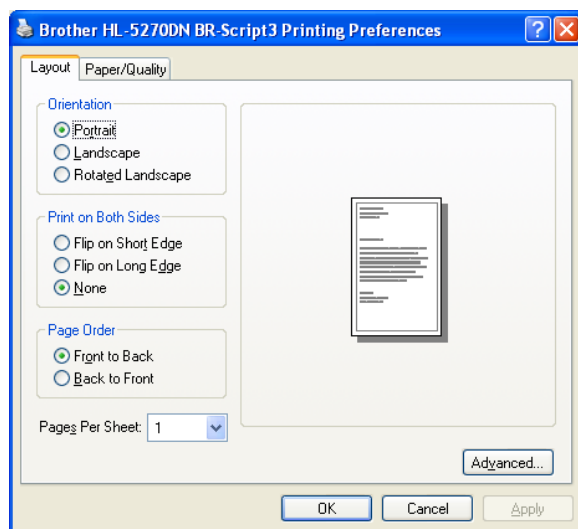 Brother HL-5270DN BR-Script3 Printing Preferences
Layout Paper/Quality
Orientation
Portrait
Landscape
Rotated Landscape
Print on Both Sides
Flip on Short Edge
Flip on Long Edge
None
Page Order
Front to Back
Back to Front
Pages Per Sheet: 1
Advanced...
OK Cancel Apply